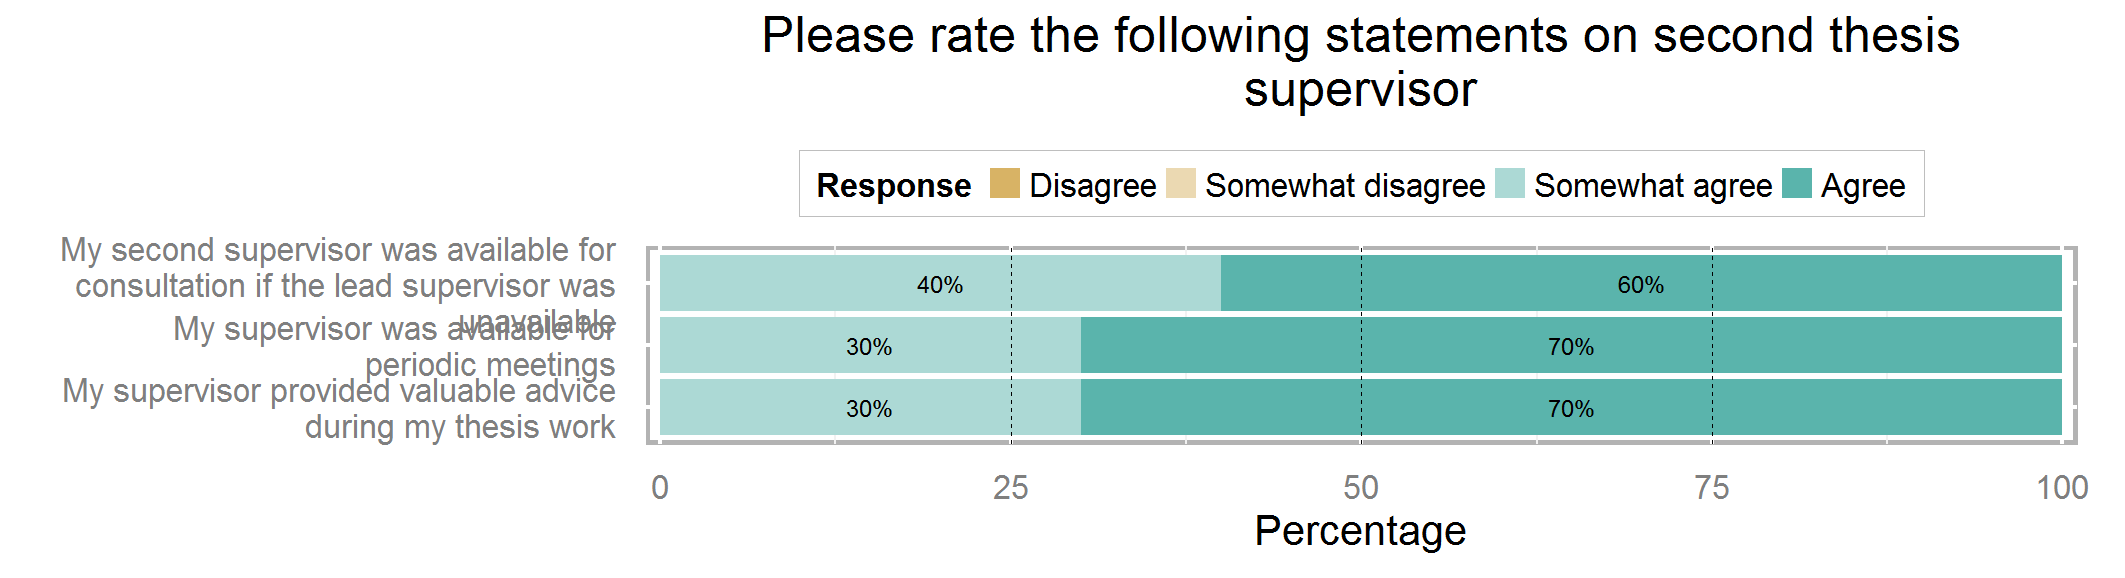 Please rate the following statements on second thesis
supervisor
Response Disagree Somewhat disagree Somewhat agree Agree
My second supervisor was available for
consultation if the lead supervisor was
unavailable
40% 60%
My supervisor was available for
periodic meetings
30% 70%
My supervisor provided valuable advice
during my thesis work
30% 70%
0 25 50 75 100
Percentage